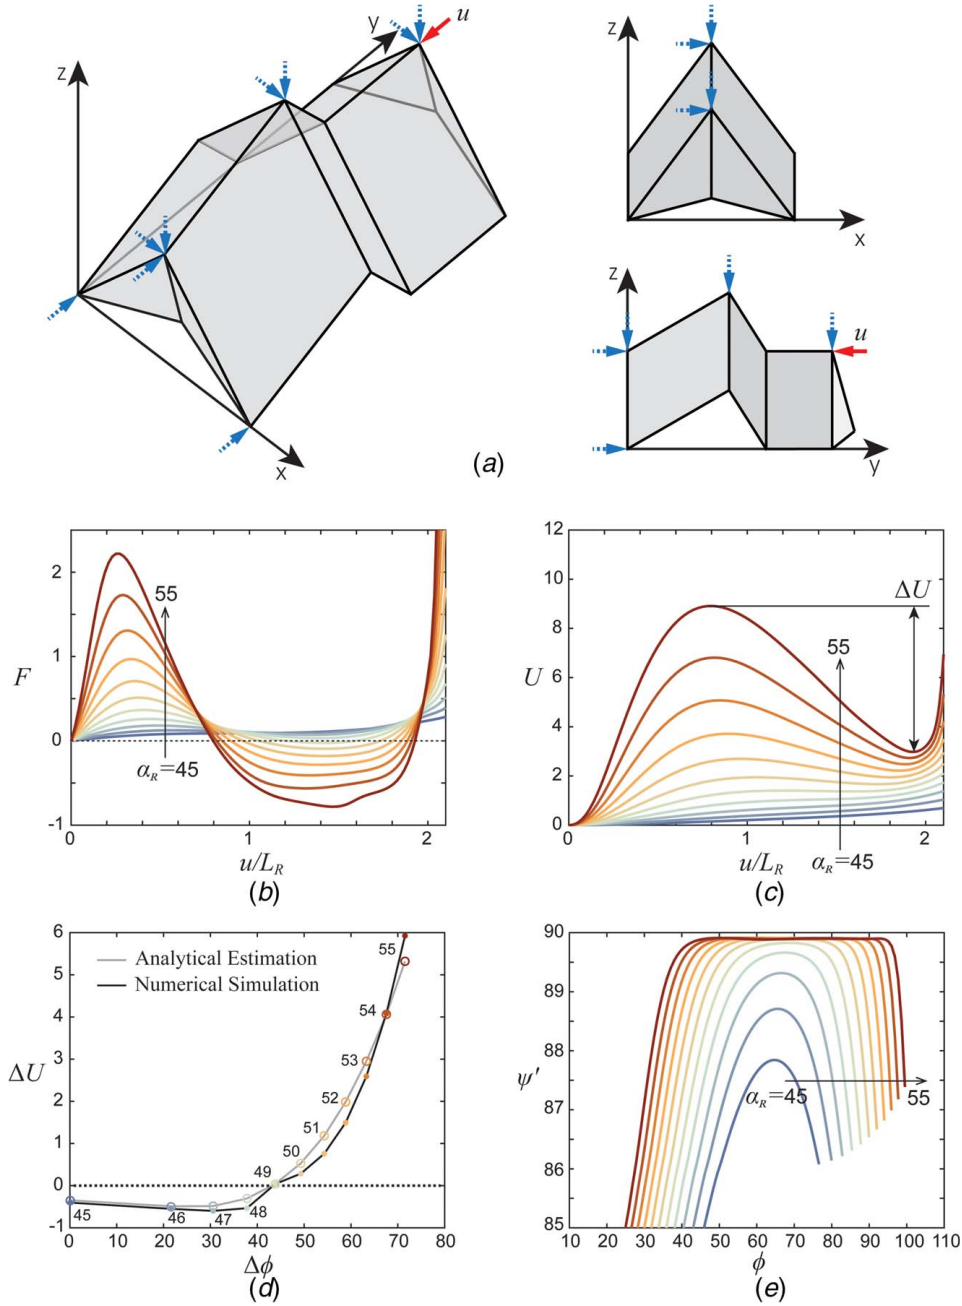 z
y
u
x
z
x
z
u
y
(a)
2
1
0
-1
F
55
α_R=45
0
1
2
u/L_R
(b)
12
10
8
6
4
2
0
U
ΔU
55
0
1
2
u/L_R
α_R=45
(c)
6
5
4
3
2
1
0
-1
ΔU
Analytical Estimation
Numerical Simulation
55
54
53
52
51
50
49
45
46
47
48
0 10 20 30 40 50 60 70 80
Δϕ
(d)
90
89
88
87
86
85
ψ'
α_R=45
55
10 20 30 40 50 60 70 80 90 100 110
ϕ
(e)